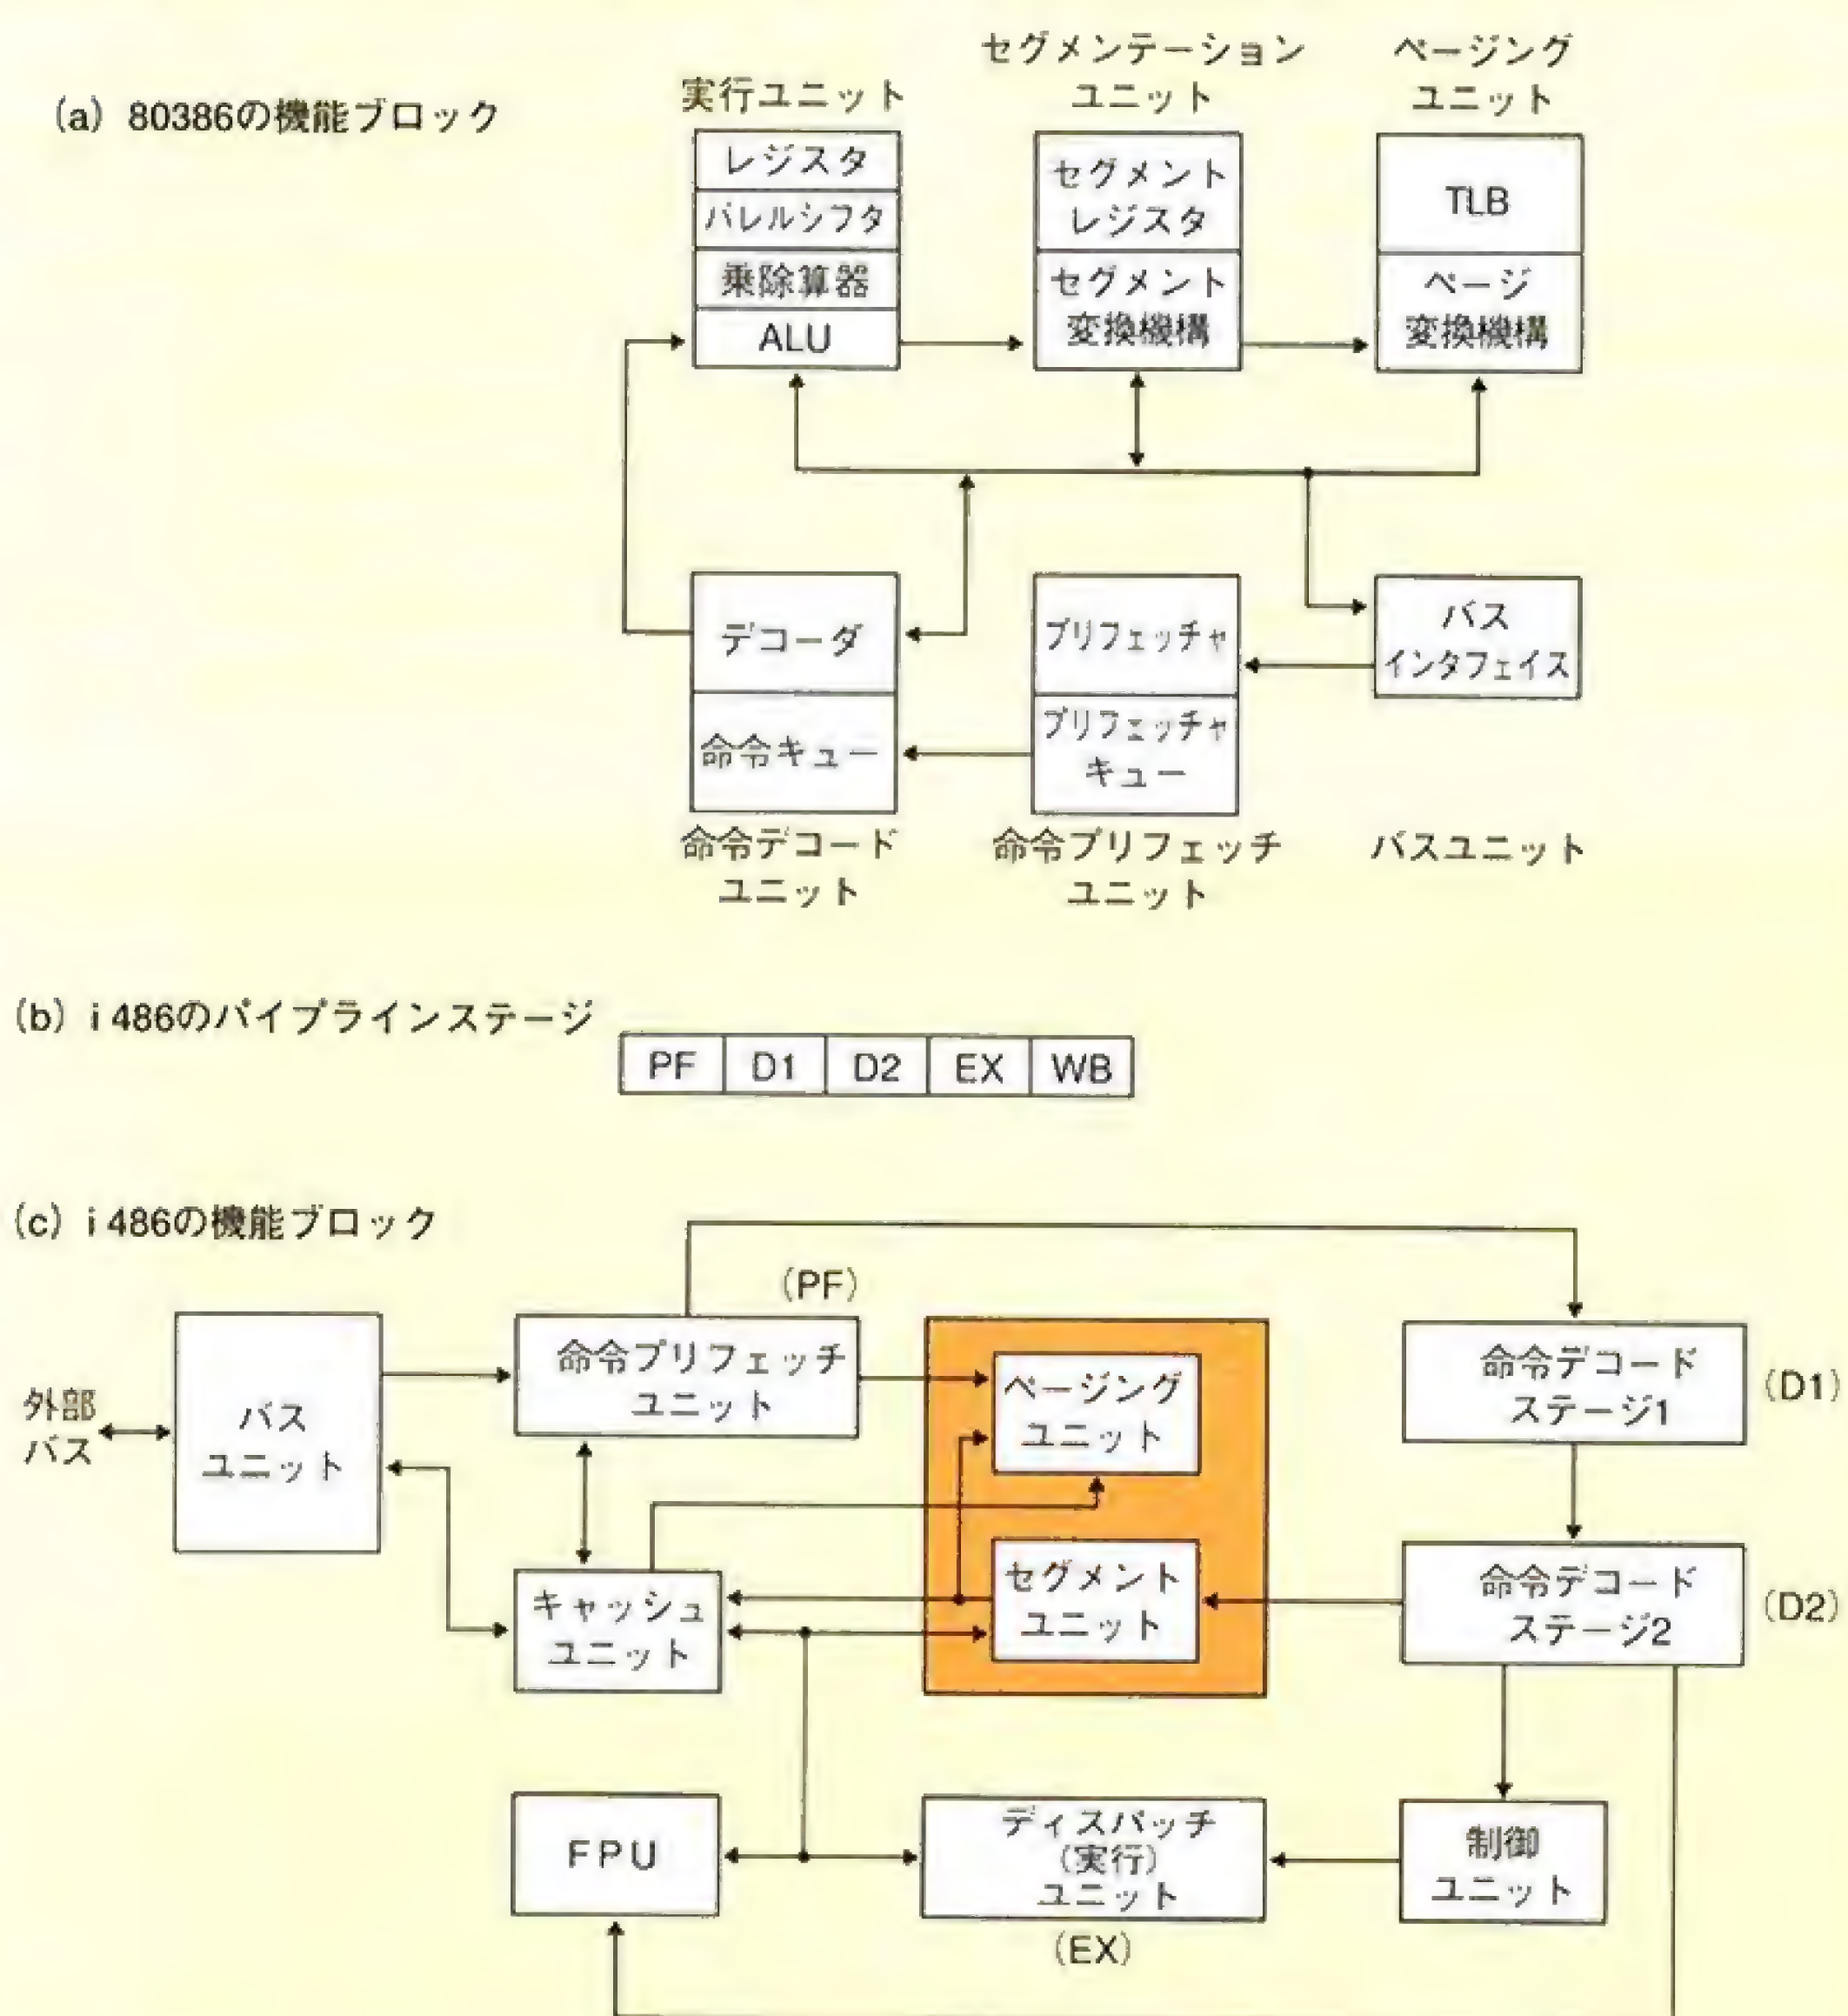 (a) 80386の機能ブロック
実行ユニット
セグメンテーション
ユニット
ページング
ユニット
レジスタ
バレルシフタ
乗除算器
ALU
セグメント
レジスタ
セグメント
変換機構
TLB
ページ
変換機構
デコーダ
命令キュー
プリフェッチャ
プリフェッチャ
キュー
バス
インタフェイス
命令デコード
ユニット
命令プリフェッチ
ユニット
バスユニット
(b) i486のパイプラインステージ
PF D1 D2 EX WB
(c) i486の機能ブロック
(PF)
外部
バス
バス
ユニット
命令プリフェッチ
ユニット
ページング
ユニット
命令デコード
ステージ1
(D1)
キャッシュ
ユニット
セグメント
ユニット
命令デコード
ステージ2
(D2)
FPU
ディスパッチ
(実行)
ユニット
(EX)
制御
ユニット